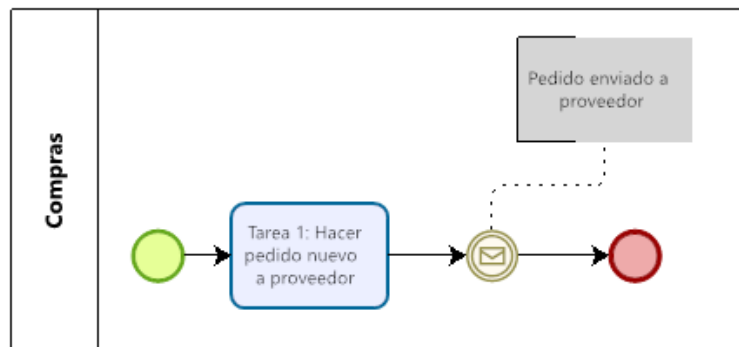 Compras
Pedido enviado a
proveedor
Tarea 1: Hacer
pedido nuevo
a proveedor